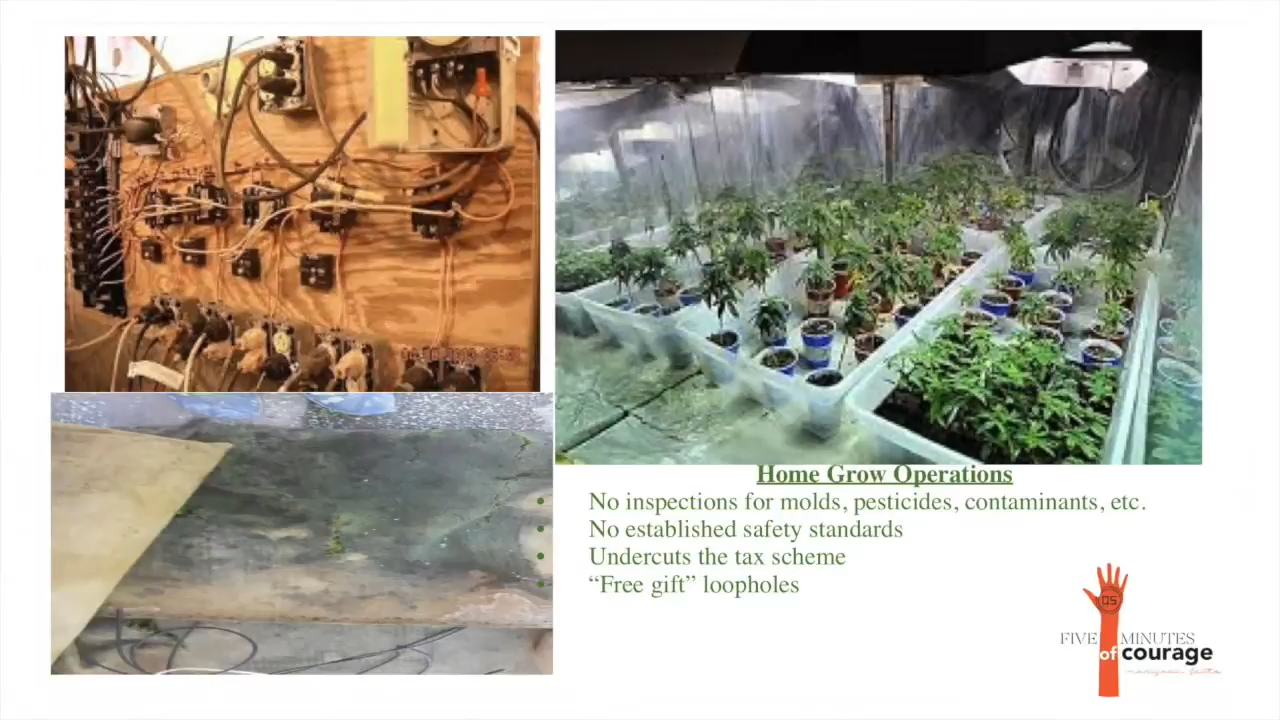 Home Grow Operations
No inspections for molds, pesticides, contaminants, etc.
No established safety standards
Undercuts the tax scheme
“Free gift” loopholes
FIVE MINUTES
of courage